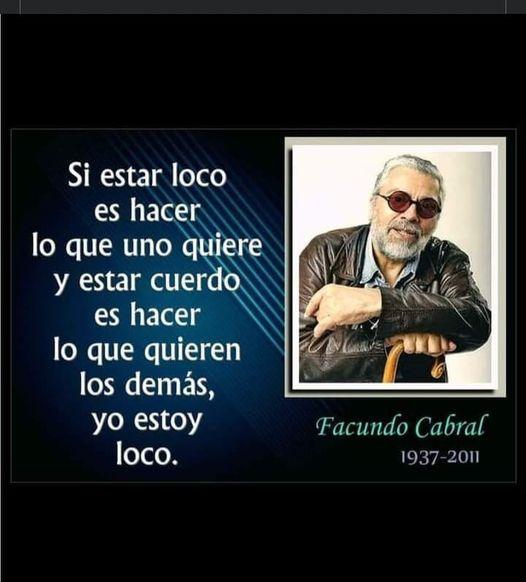 Si estar loco
es hacer
lo que uno quiere
y estar cuerdo
es hacer
lo que quieren
los demás,
yo estoy
loco.
Facundo Cabral
1937-2011